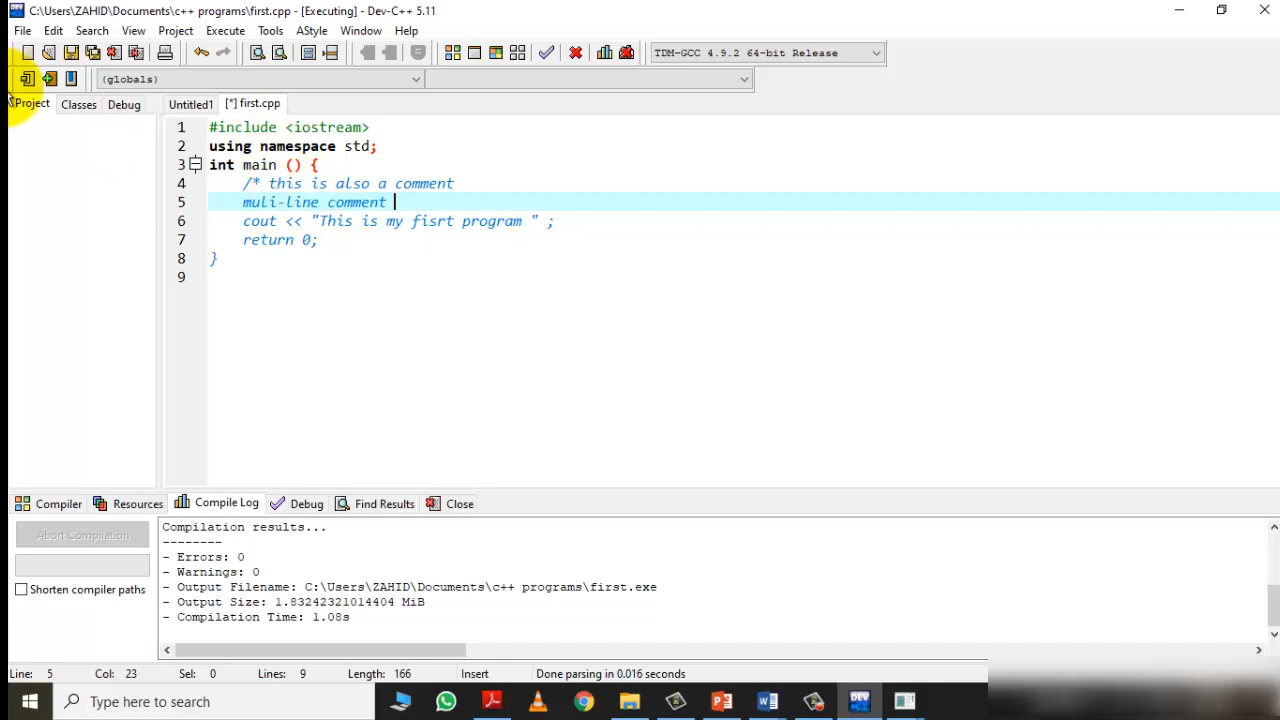 C:\Users\ZAHID\Documents\c++ programs\first.cpp - [Executing] - Dev-C++ 5.11
File Edit Search View Project Execute Tools AStyle Window Help
TDM-GCC 4.9.2 64-bit Release
(globals)
Project Classes Debug Untitled1 [*] first.cpp
1 #include <iostream>
2 using namespace std;
3 int main () {
4 /* this is also a comment
5 muli-line comment
6 cout << "This is my fisrt program " ;
7 return 0;
8 }
9
Compiler Resources Compile Log Debug Find Results Close
Abort Compilation
Shorten compiler paths
Compilation results...
--------
- Errors: 0
- Warnings: 0
- Output Filename: C:\Users\ZAHID\Documents\c++ programs\first.exe
- Output Size: 1.83242321014404 MiB
- Compilation Time: 1.08s
Line: 5 Col: 23 Sel: 0 Lines: 9 Length: 166 Insert Done parsing in 0.016 seconds
Type here to search
DEV